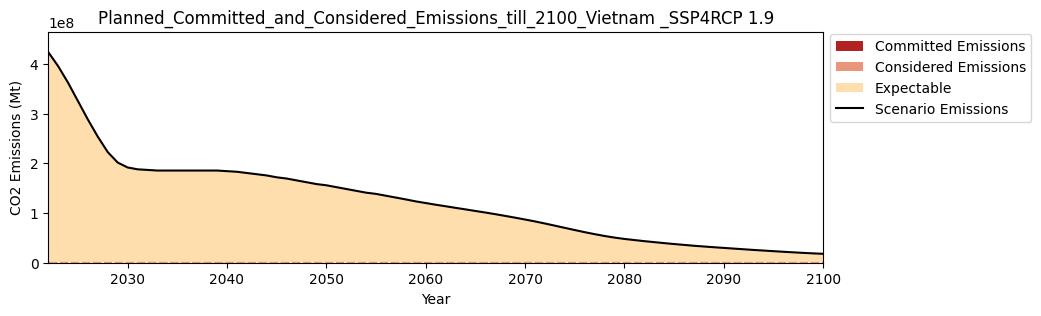 Planned_Committed_and_Considered_Emissions_till_2100_Vietnam _SSP4RCP 1.9
1e8
4
3
2
1
0
CO2 Emissions (Mt)
2030 2040 2050 2060 2070 2080 2090 2100
Year
Committed Emissions
Considered Emissions
Expectable
Scenario Emissions